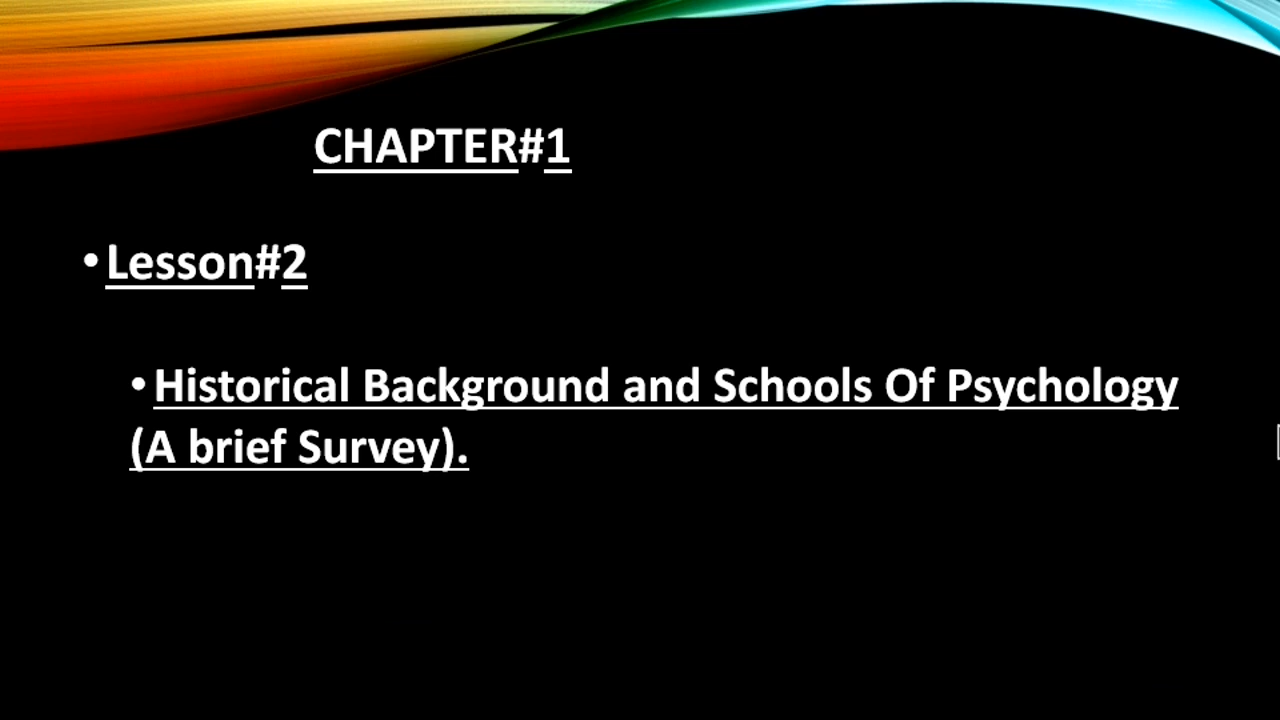 CHAPTER#1
•Lesson#2
•Historical Background and Schools Of Psychology
(A brief Survey).